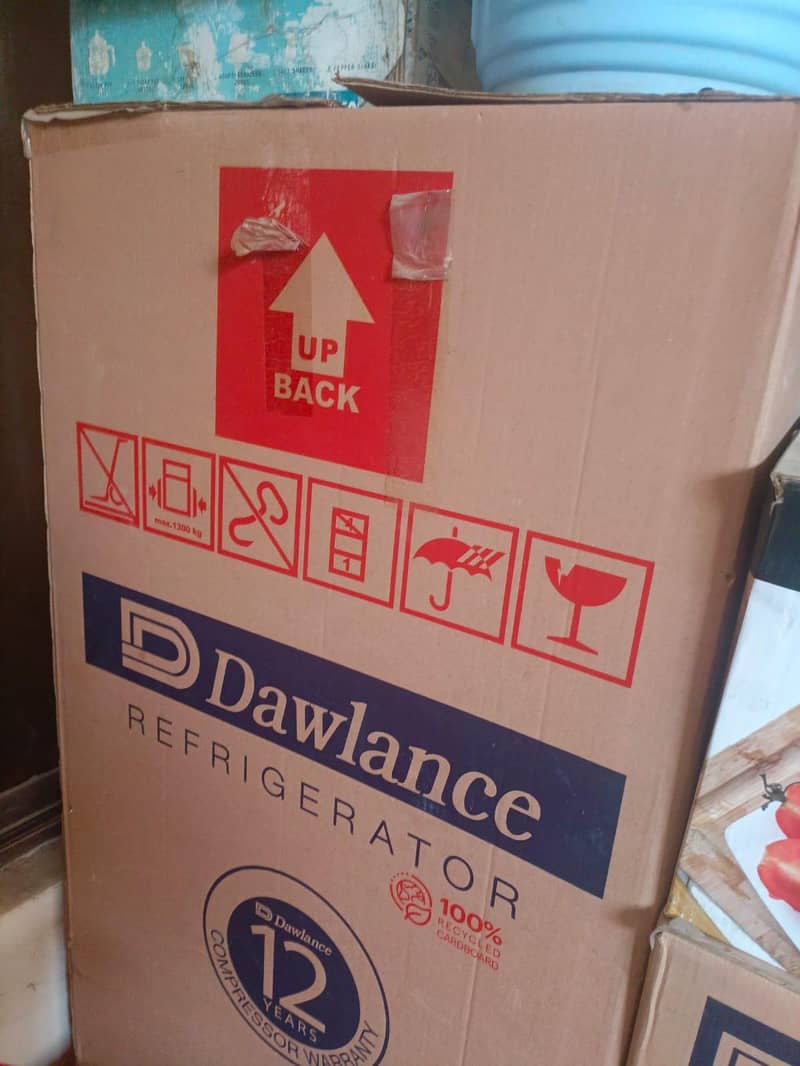 UP
BACK
max.1300 kg
1
Dawlance
REFRIGERATOR
100%
RECYCLED
CARDBOARD
Dawlance
12
YEARS
COMPRESSOR WARRANTY